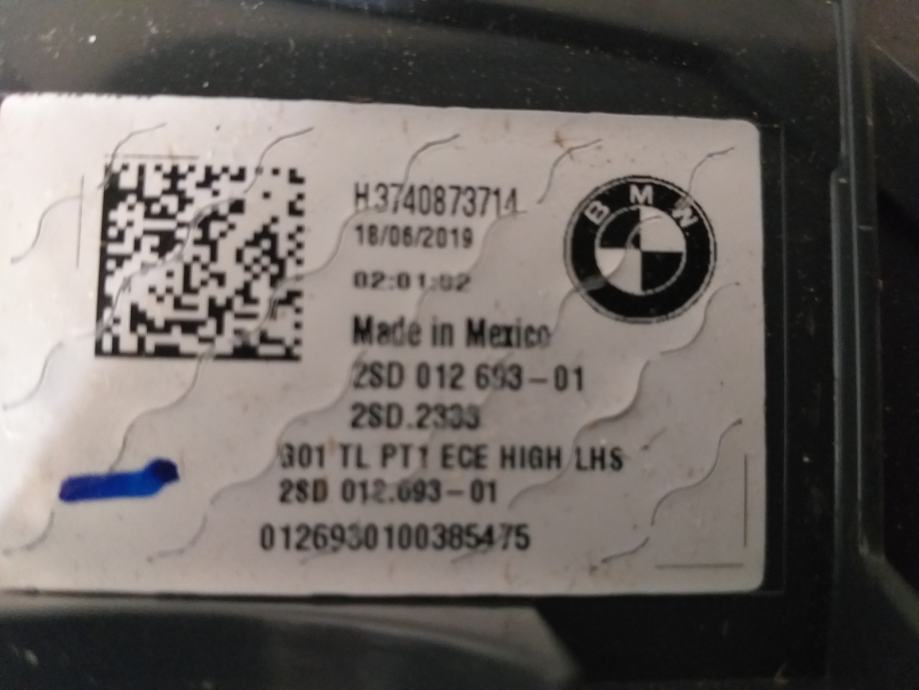 H3740873714
18/06/2019
02:01:02
BMW
Made in Mexico
2SD 012 693-01
2SD.2333
G01 TL PT1 ECE HIGH LHS
2SD 012.693-01
0126930100385475